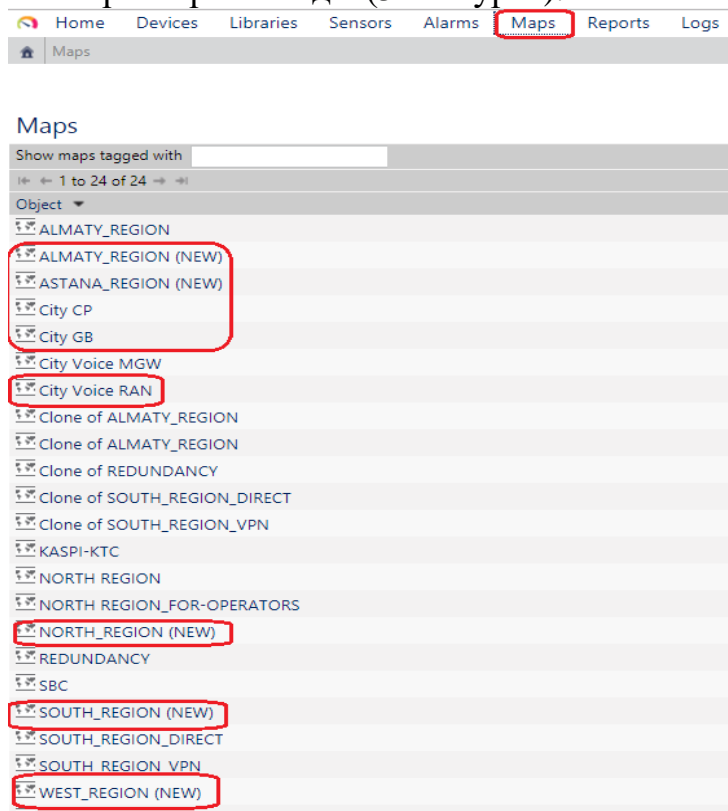 Home Devices Libraries Sensors Alarms Maps Reports Logs
Maps
Maps
Show maps tagged with
1 to 24 of 24
Object
ALMATY_REGION
ALMATY_REGION (NEW)
ASTANA_REGION (NEW)
City CP
City GB
City Voice MGW
City Voice RAN
Clone of ALMATY_REGION
Clone of ALMATY_REGION
Clone of REDUNDANCY
Clone of SOUTH_REGION_DIRECT
Clone of SOUTH_REGION_VPN
KASPI-KTC
NORTH REGION
NORTH REGION_FOR-OPERATORS
NORTH_REGION (NEW)
REDUNDANCY
SBC
SOUTH_REGION (NEW)
SOUTH_REGION_DIRECT
SOUTH_REGION_VPN
WEST_REGION (NEW)